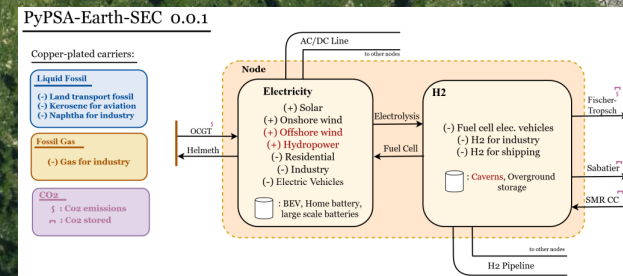 PyPSA-Earth-SEC 0.0.1
Copper-plated carriers:
Liquid Fossil
(-) Land transport fossil
(-) Kerosene for aviation
(-) Naphtha for industry
Fossil Gas
(-) Gas for industry
CO2
: Co2 emissions
: Co2 stored
AC/DC Line
to other nodes
Node
Electricity
(+) Solar
(+) Onshore wind
(+) Offshore wind
(+) Hydropower
(-) Residential
(-) Industry
(-) Electric Vehicles
: BEV, Home battery,
large scale batteries
OCGT
Helmeth
Electrolysis
Fuel Cell
H2
(-) Fuel cell elec. vehicles
(-) H2 for industry
(-) H2 for shipping
: Caverns, Overground
storage
Fischer-
Tropsch
Sabatier
SMR CC
to other nodes
H2 Pipeline